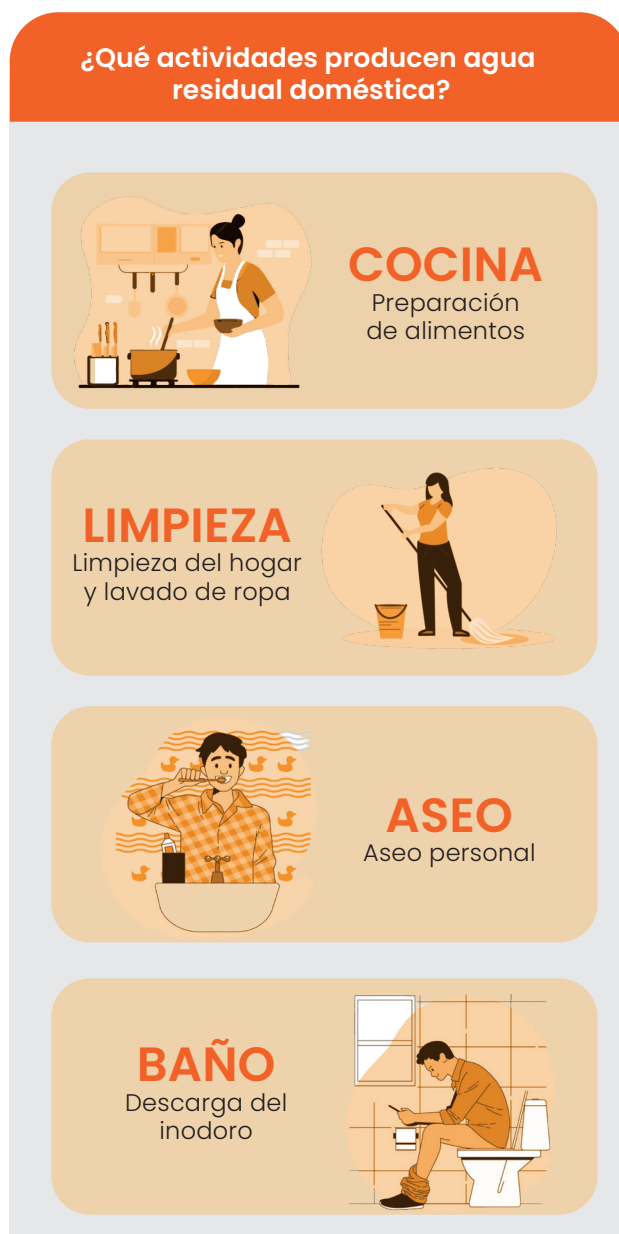 ¿Qué actividades producen agua
residual doméstica?
COCINA
Preparación
de alimentos
LIMPIEZA
Limpieza del hogar
y lavado de ropa
ASEO
Aseo personal
BAÑO
Descarga del
inodoro